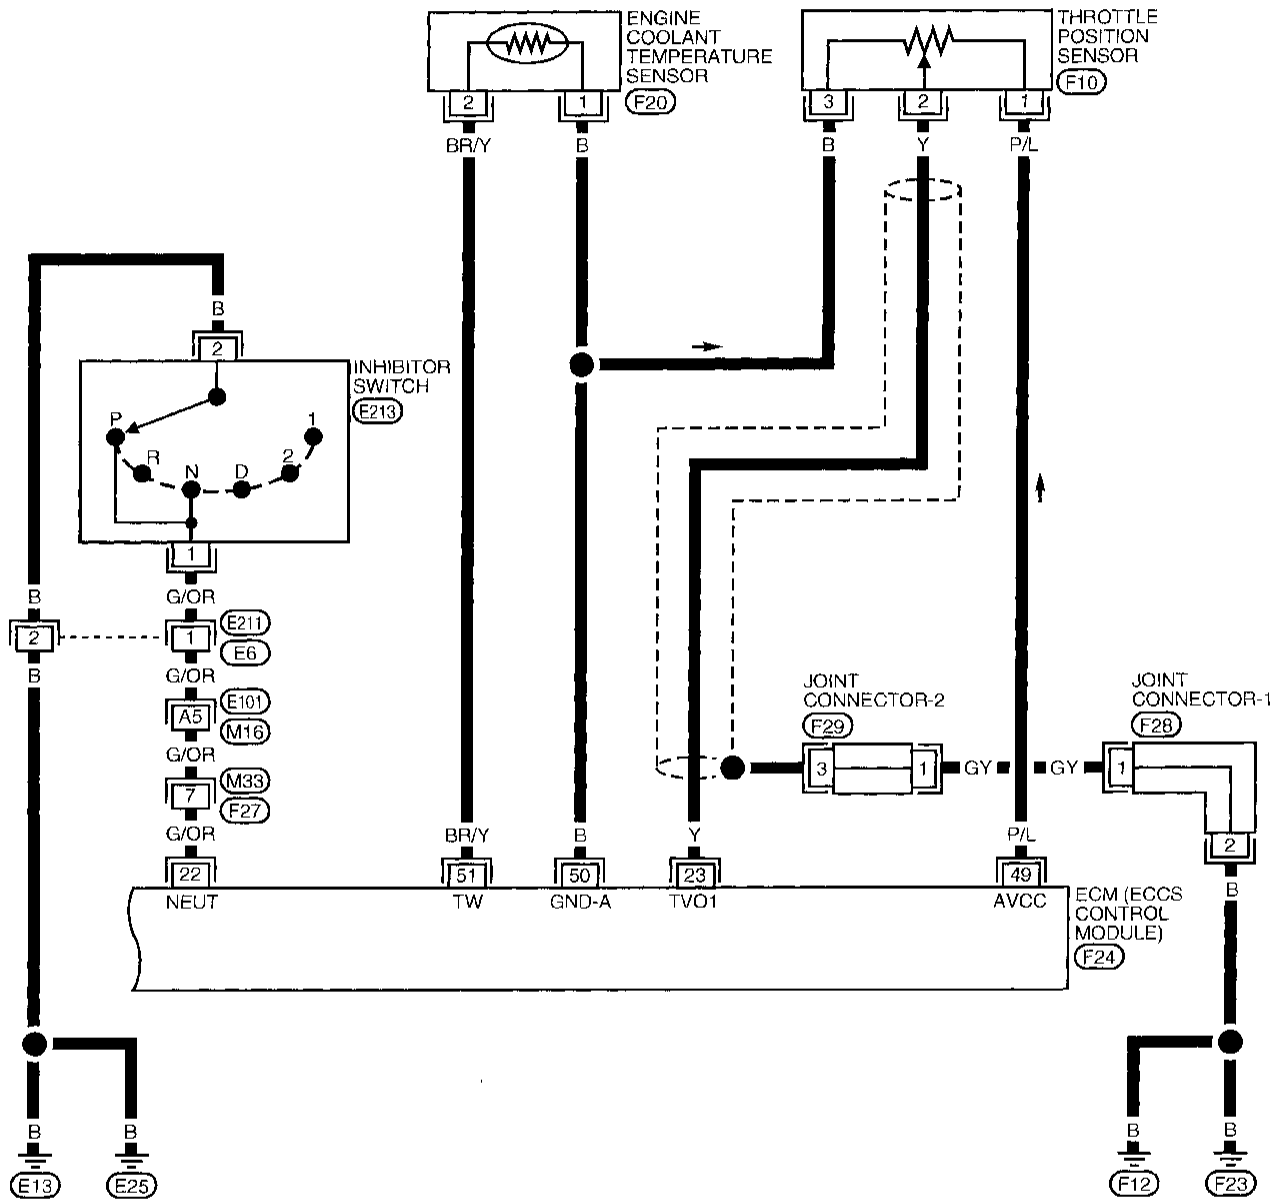 ENGINE
COOLANT
TEMPERATURE
SENSOR
F20
THROTTLE
POSITION
SENSOR
F10
2
1
3
2
1
BR/Y
B
B
Y
P/L
B
2
INHIBITOR
SWITCH
E213
P
R
N
D
2
1
1
G/OR
B
2
1
E211
E6
B
G/OR
A5
E101
M16
G/OR
7
M33
F27
G/OR
JOINT
CONNECTOR-2
F29
3
1
GY
GY
JOINT
CONNECTOR-1
F28
1
2
B
BR/Y
B
Y
P/L
22
51
50
23
49
NEUT
TW
GND-A
TVO1
AVCC
ECM (ECCS
CONTROL
MODULE)
F24
B
B
B
B
E13
E25
F12
F23